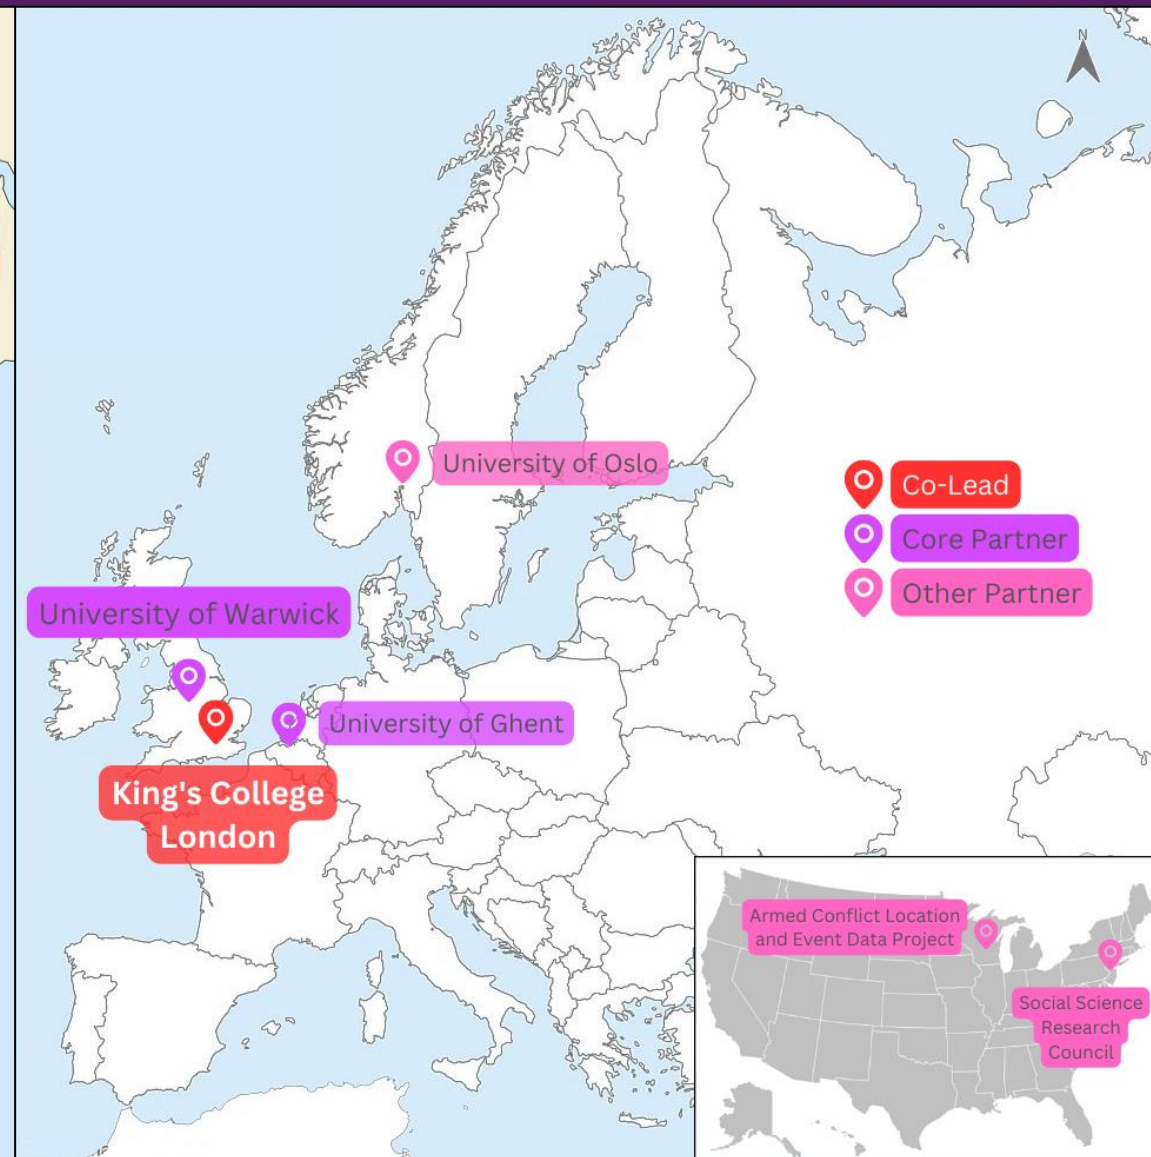 N
University of Oslo
Co-Lead
Core Partner
Other Partner
University of Warwick
University of Ghent
King's College
London
Armed Conflict Location
and Event Data Project
Social Science
Research
Council